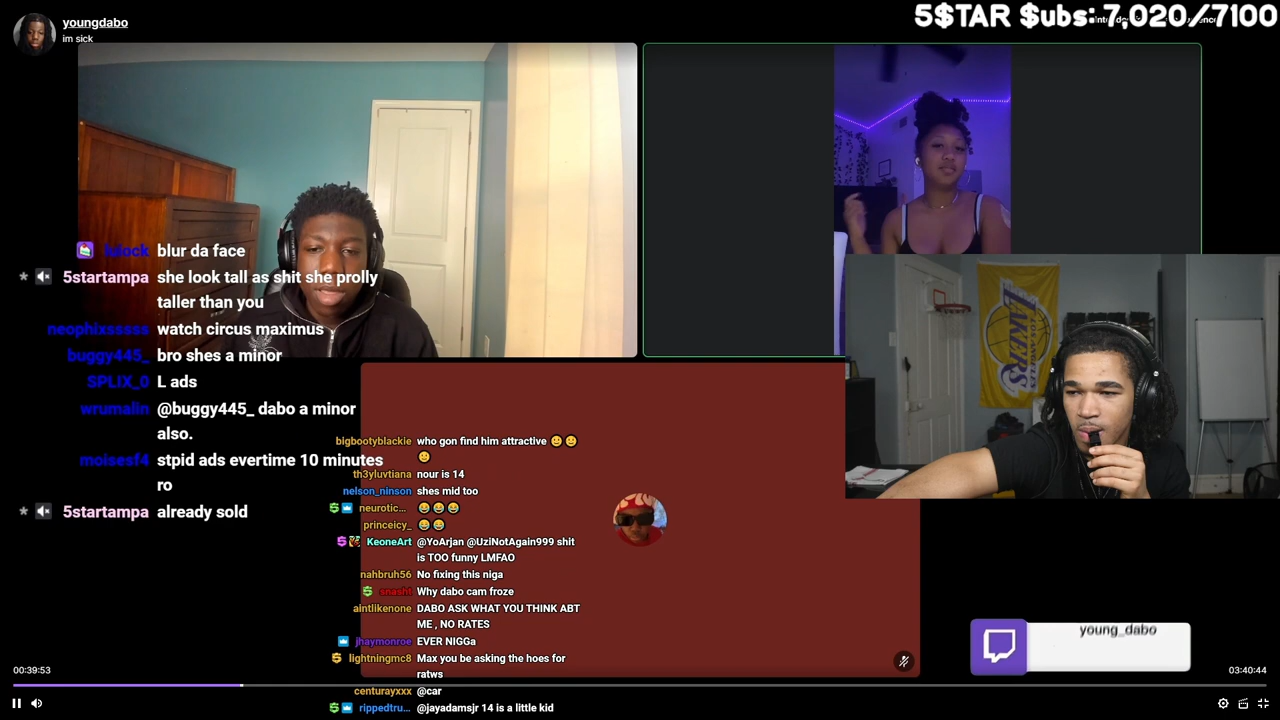 youngdabo
im sick
5$TAR $ubs: 7,020/7100
LOS ANGELES
LAKERS
blur da face
5startampa she look tall as shit she prolly
taller than you
neophixsssss watch circus maximus
buggy445_ bro shes a minor
SPLIX_0 L ads
wrumalin @buggy445_ dabo a minor
also.
moisesf4 stpid ads evertime 10 minutes
ro
5startampa already sold
bigbootyblackie who gon find him attractive
th3yluvtiana nour is 14
nelson_ninson shes mid too
neurotic...
princeicy_
KeoneArt @YoArjan @UziNotAgain999 shit
is TOO funny LMFAO
nahbruh56 No fixing this niga
Why dabo cam froze
aintlikenone DABO ASK WHAT YOU THINK ABT
ME , NO RATES
jhaymonroe EVER NIGGa
lightningmc8 Max you be asking the hoes for
ratws
centurayxxx @car
rippedtru... @jayadamsjr 14 is a little kid
young_dabo
00:39:53
03:40:44